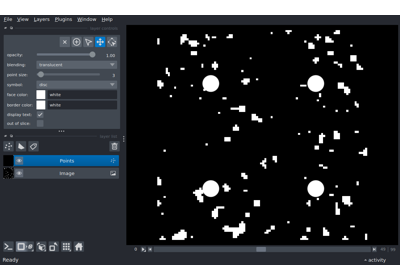 File View Layers Plugins Window Help
opacity: 1.00
blending: translucent
point size:
symbol: disc
face color: white
border color: white
display text:
out of slice:
Points
Image
Ready
activity